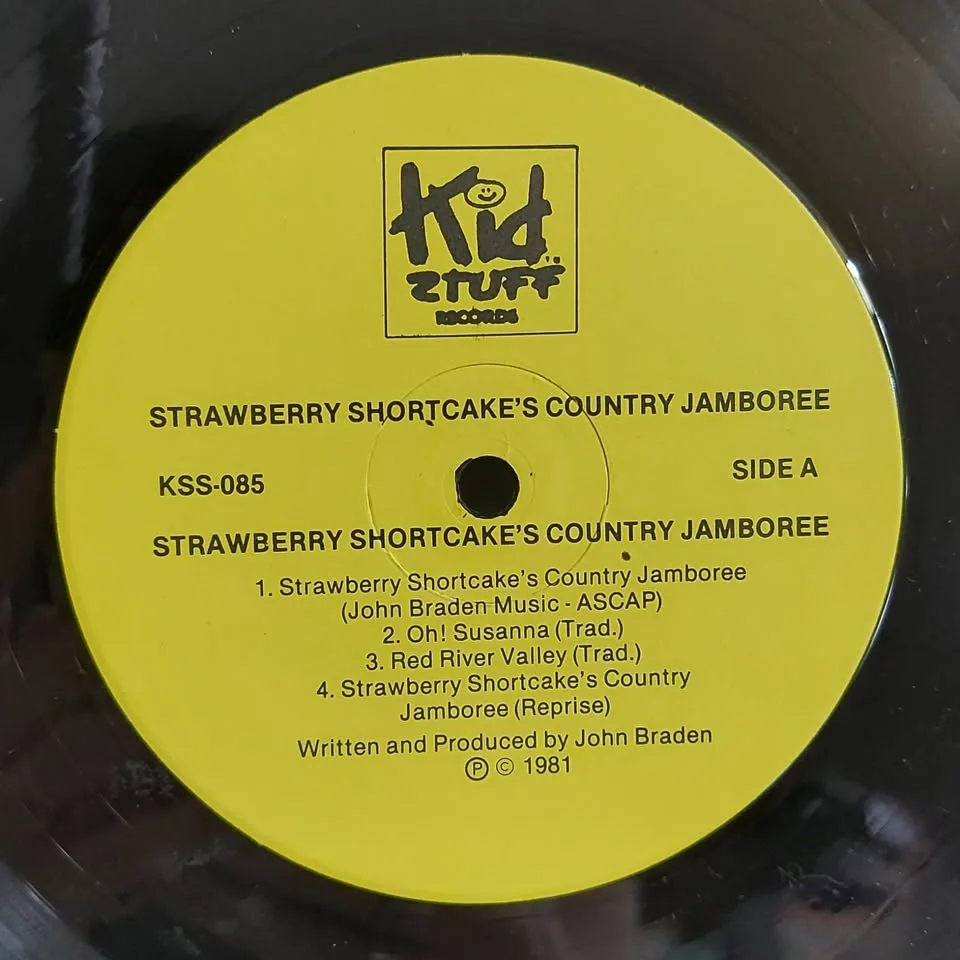 Kid
STUFF
RECORDS
STRAWBERRY SHORTCAKE'S COUNTRY JAMBOREE
KSS-085
SIDE A
STRAWBERRY SHORTCAKE'S COUNTRY JAMBOREE
1. Strawberry Shortcake's Country Jamboree
(John Braden Music - ASCAP)
2. Oh! Susanna (Trad.)
3. Red River Valley (Trad.)
4. Strawberry Shortcake's Country
Jamboree (Reprise)
Written and Produced by John Braden
Ⓟ © 1981